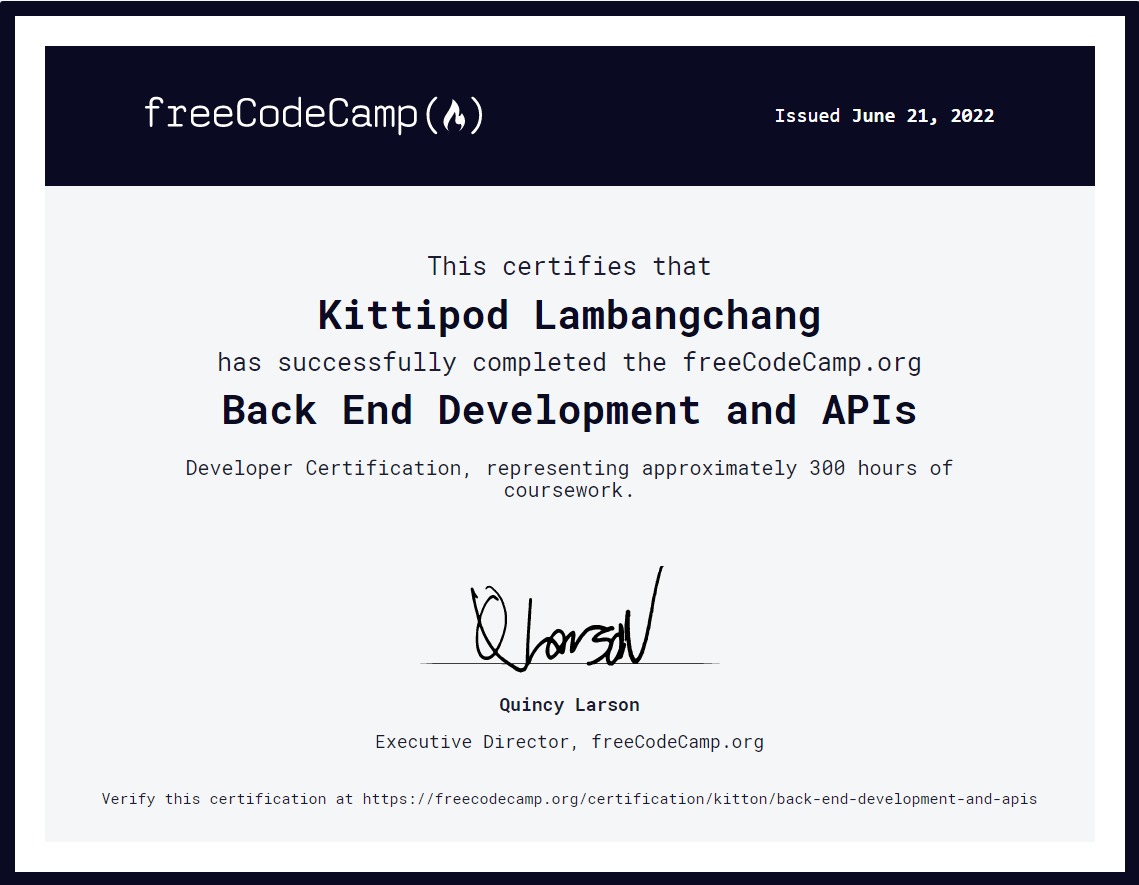 freeCodeCamp(🔥)
Issued June 21, 2022
This certifies that
Kittipod Lambangchang
has successfully completed the freeCodeCamp.org
Back End Development and APIs
Developer Certification, representing approximately 300 hours of
coursework.
Q Larson
Quincy Larson
Executive Director, freeCodeCamp.org
Verify this certification at https://freecodecamp.org/certification/kitton/back-end-development-and-apis